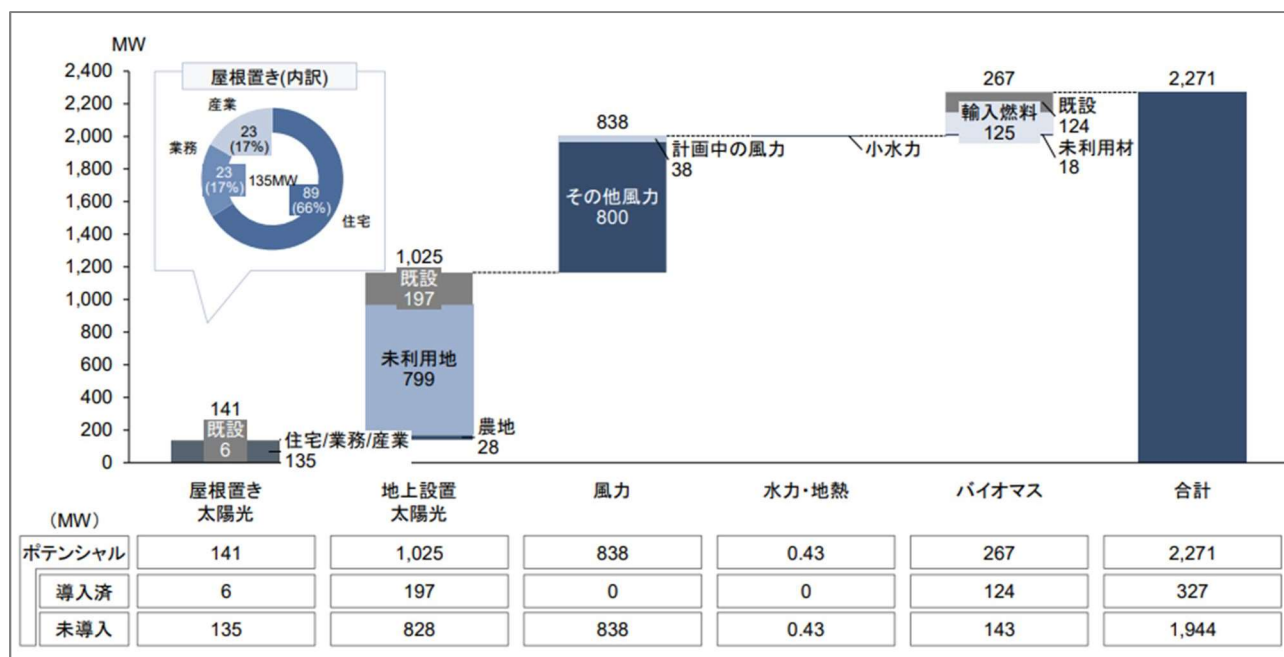 MW
2,400
2,200
2,000
1,800
1,600
1,400
1,200
1,000
800
600
400
200
0
屋根置き(内訳)
産業
23
(17%)
業務
23
(17%)
135MW
89
(66%)
住宅
141
既設
6
住宅/業務/産業
135
1,025
既設
197
未利用地
799
農地
28
838
計画中の風力
38
その他風力
800
小水力
267
輸入燃料
125
既設
124
未利用材
18
2,271
屋根置き
太陽光
地上設置
太陽光
風力
水力・地熱
バイオマス
合計
(MW)
ポテンシャル 141 1,025 838 0.43 267 2,271
導入済 6 197 0 0 124 327
未導入 135 828 838 0.43 143 1,944